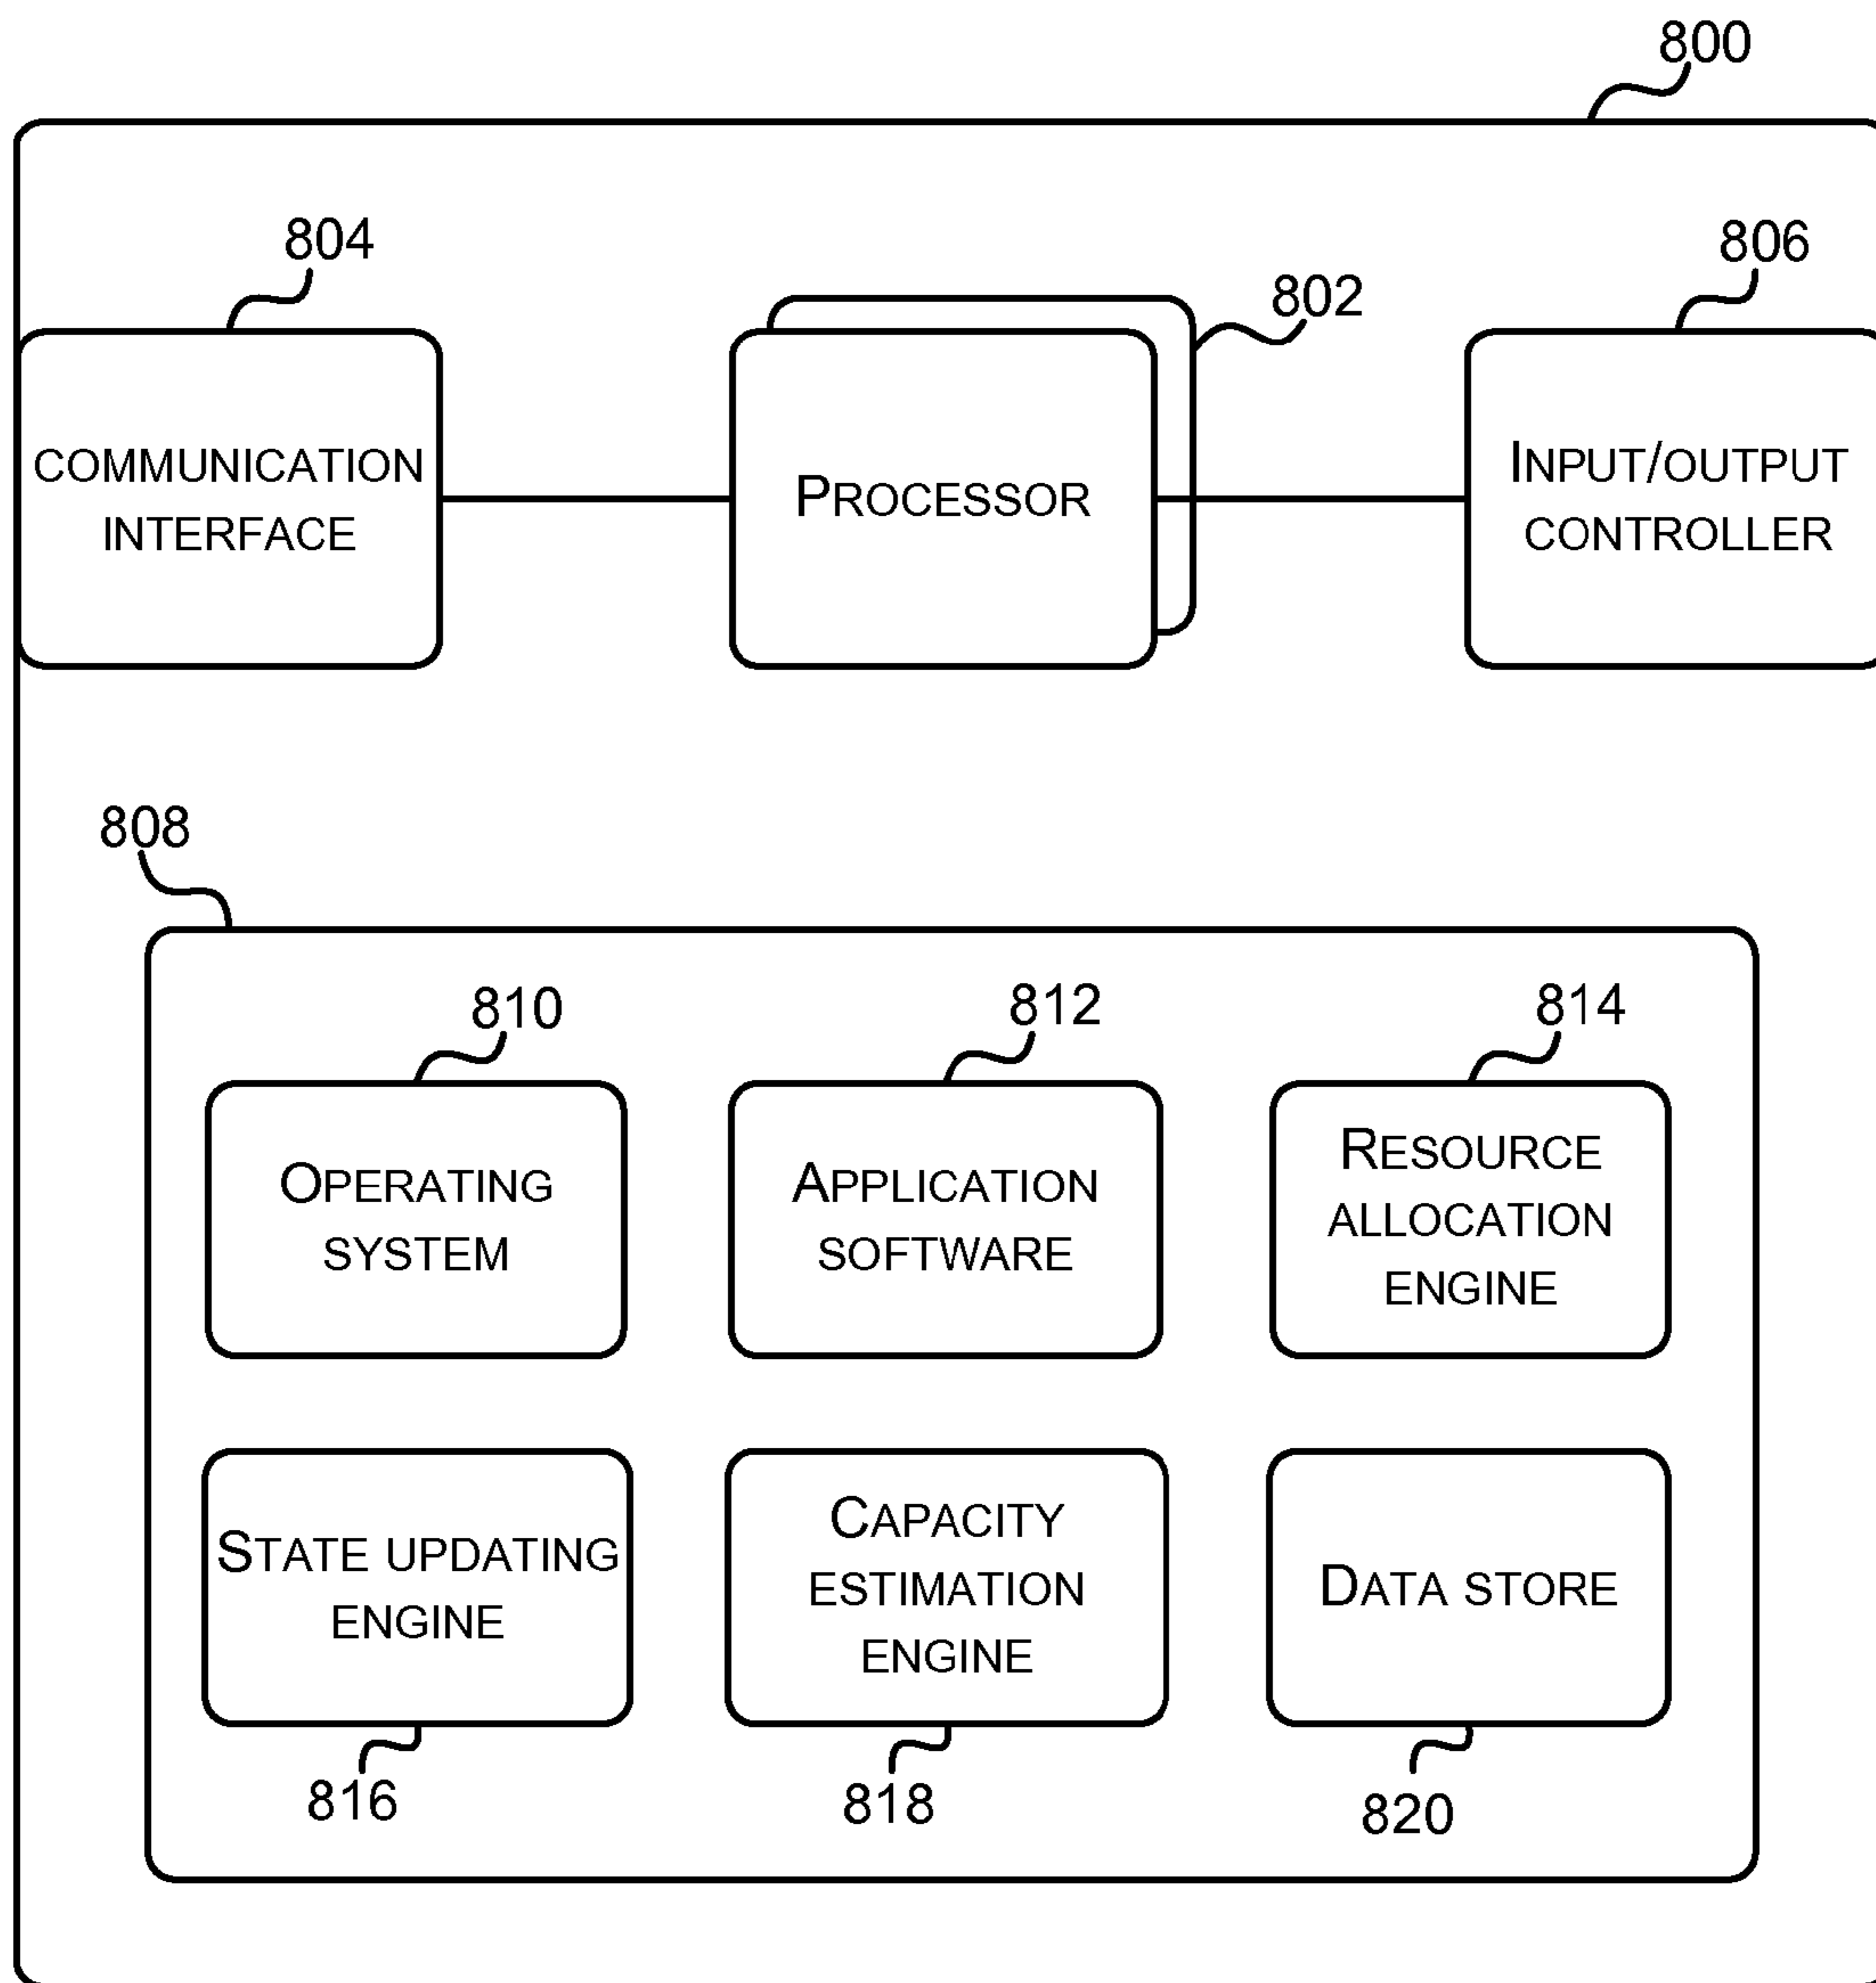 800
804
802
806
COMMUNICATION
INTERFACE
PROCESSOR
INPUT/OUTPUT
CONTROLLER
808
810
812
814
OPERATING
SYSTEM
APPLICATION
SOFTWARE
RESOURCE
ALLOCATION
ENGINE
STATE UPDATING
ENGINE
CAPACITY
ESTIMATION
ENGINE
DATA STORE
816
818
820